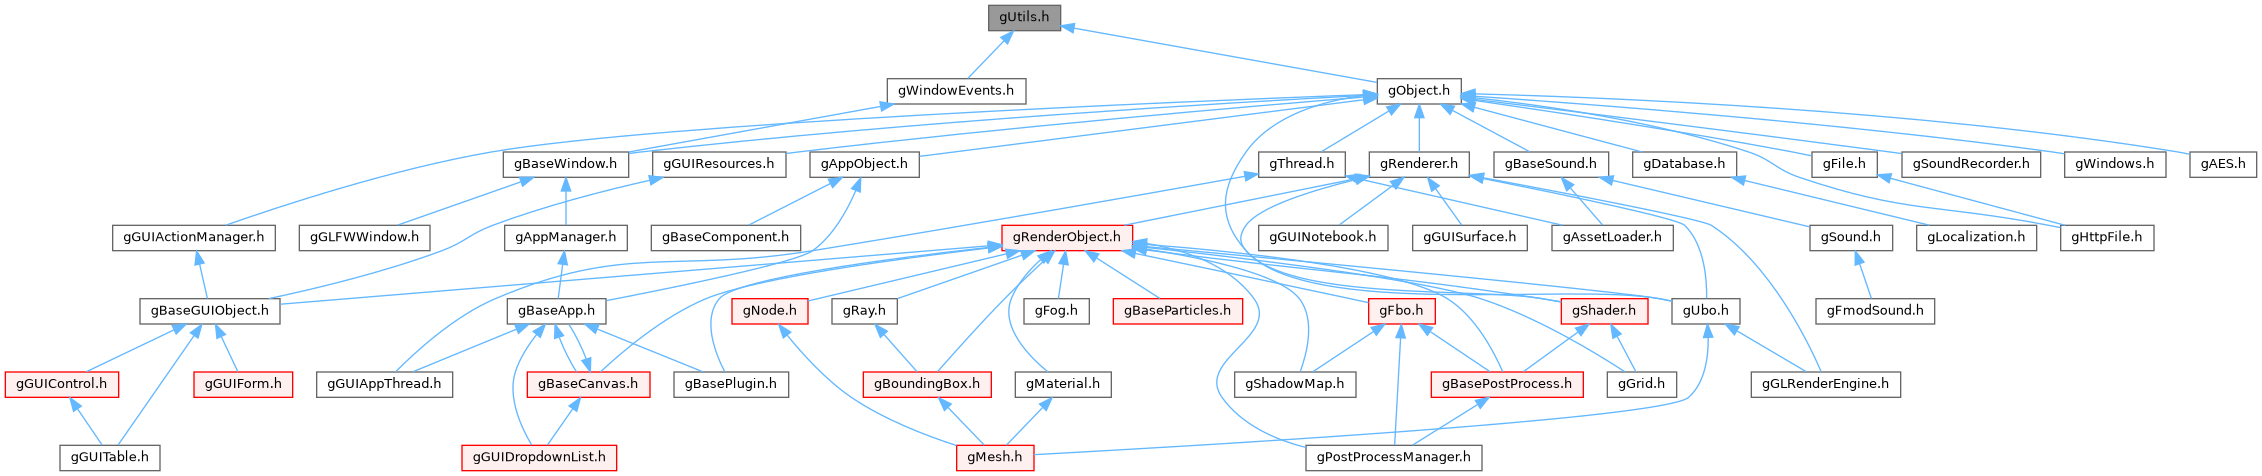 gUtils.h
gWindowEvents.h
gObject.h
gBaseWindow.h
gGUIResources.h
gAppObject.h
gThread.h
gRenderer.h
gBaseSound.h
gDatabase.h
gFile.h
gSoundRecorder.h
gWindows.h
gAES.h
gGUIActionManager.h
gGLFWWindow.h
gAppManager.h
gBaseComponent.h
gRenderObject.h
gGUINotebook.h
gGUISurface.h
gAssetLoader.h
gSound.h
gLocalization.h
gHttpFile.h
gBaseGUIObject.h
gBaseApp.h
gNode.h
gRay.h
gFog.h
gBaseParticles.h
gFbo.h
gShader.h
gUbo.h
gFmodSound.h
gGUIControl.h
gGUIForm.h
gGUIAppThread.h
gBaseCanvas.h
gBasePlugin.h
gBoundingBox.h
gMaterial.h
gShadowMap.h
gBasePostProcess.h
gGrid.h
gGLRenderEngine.h
gGUITable.h
gGUIDropdownList.h
gMesh.h
gPostProcessManager.h